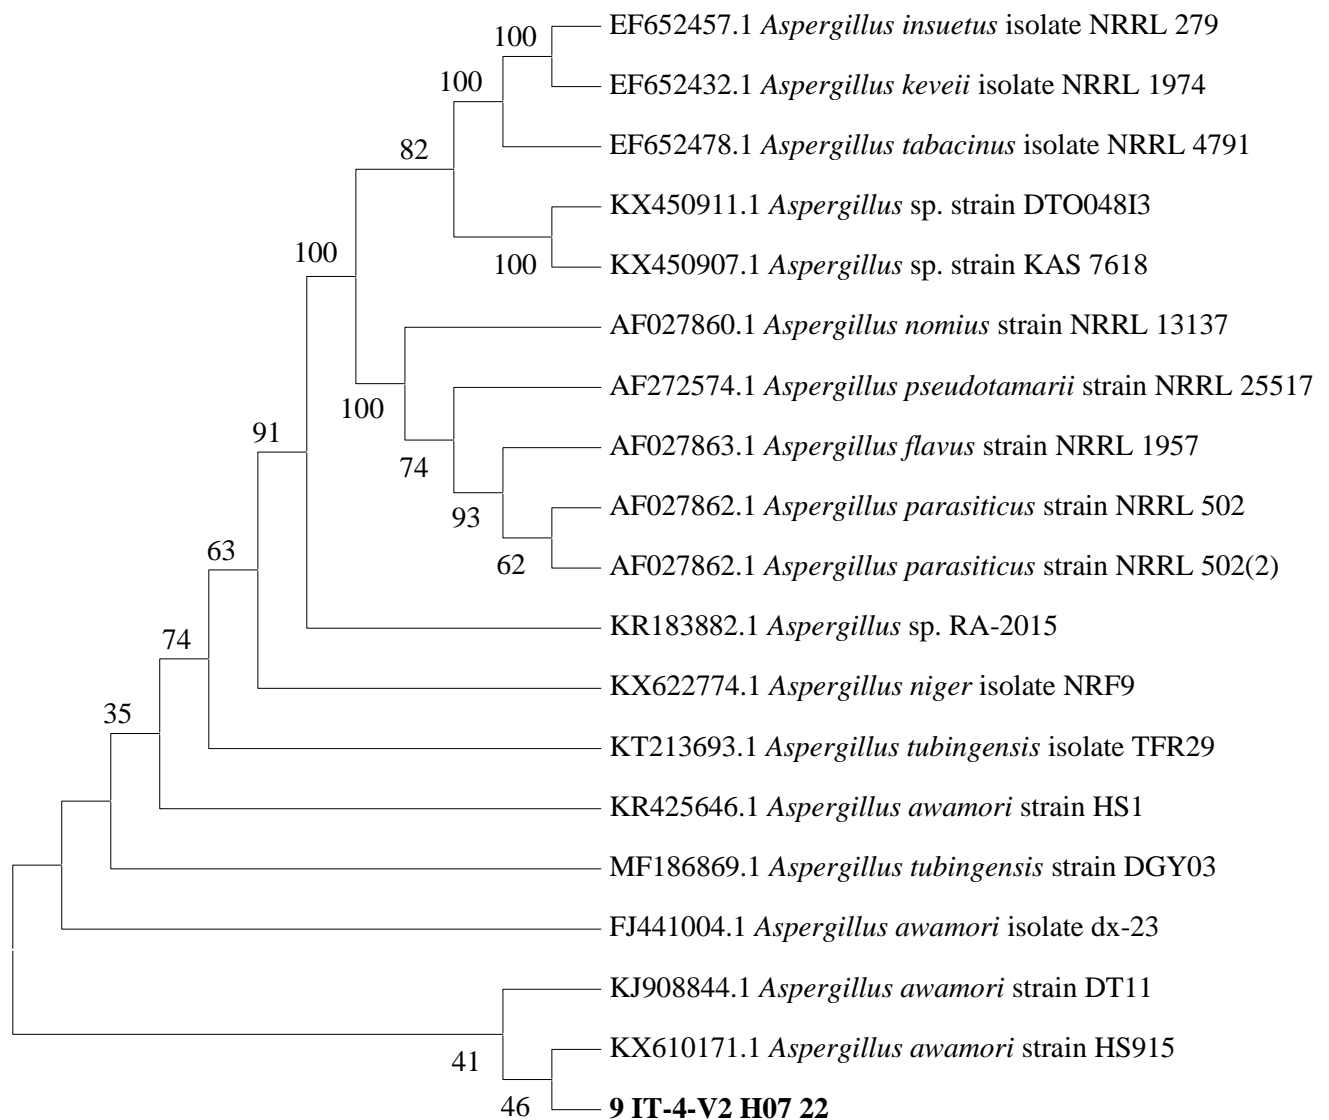 EF652457.1 Aspergillus insuetus isolate NRRL 279
100
EF652432.1 Aspergillus keveii isolate NRRL 1974
100
EF652478.1 Aspergillus tabacinus isolate NRRL 4791
82
KX450911.1 Aspergillus sp. strain DTO048I3
100
KX450907.1 Aspergillus sp. strain KAS 7618
100
AF027860.1 Aspergillus nomius strain NRRL 13137
AF272574.1 Aspergillus pseudotamarii strain NRRL 25517
100
AF027863.1 Aspergillus flavus strain NRRL 1957
91
74
AF027862.1 Aspergillus parasiticus strain NRRL 502
93
AF027862.1 Aspergillus parasiticus strain NRRL 502(2)
62
63
KR183882.1 Aspergillus sp. RA-2015
74
KX622774.1 Aspergillus niger isolate NRF9
35
KT213693.1 Aspergillus tubingensis isolate TFR29
KR425646.1 Aspergillus awamori strain HS1
MF186869.1 Aspergillus tubingensis strain DGY03
FJ441004.1 Aspergillus awamori isolate dx-23
KJ908844.1 Aspergillus awamori strain DT11
KX610171.1 Aspergillus awamori strain HS915
41
46
9 IT-4-V2 H07 22